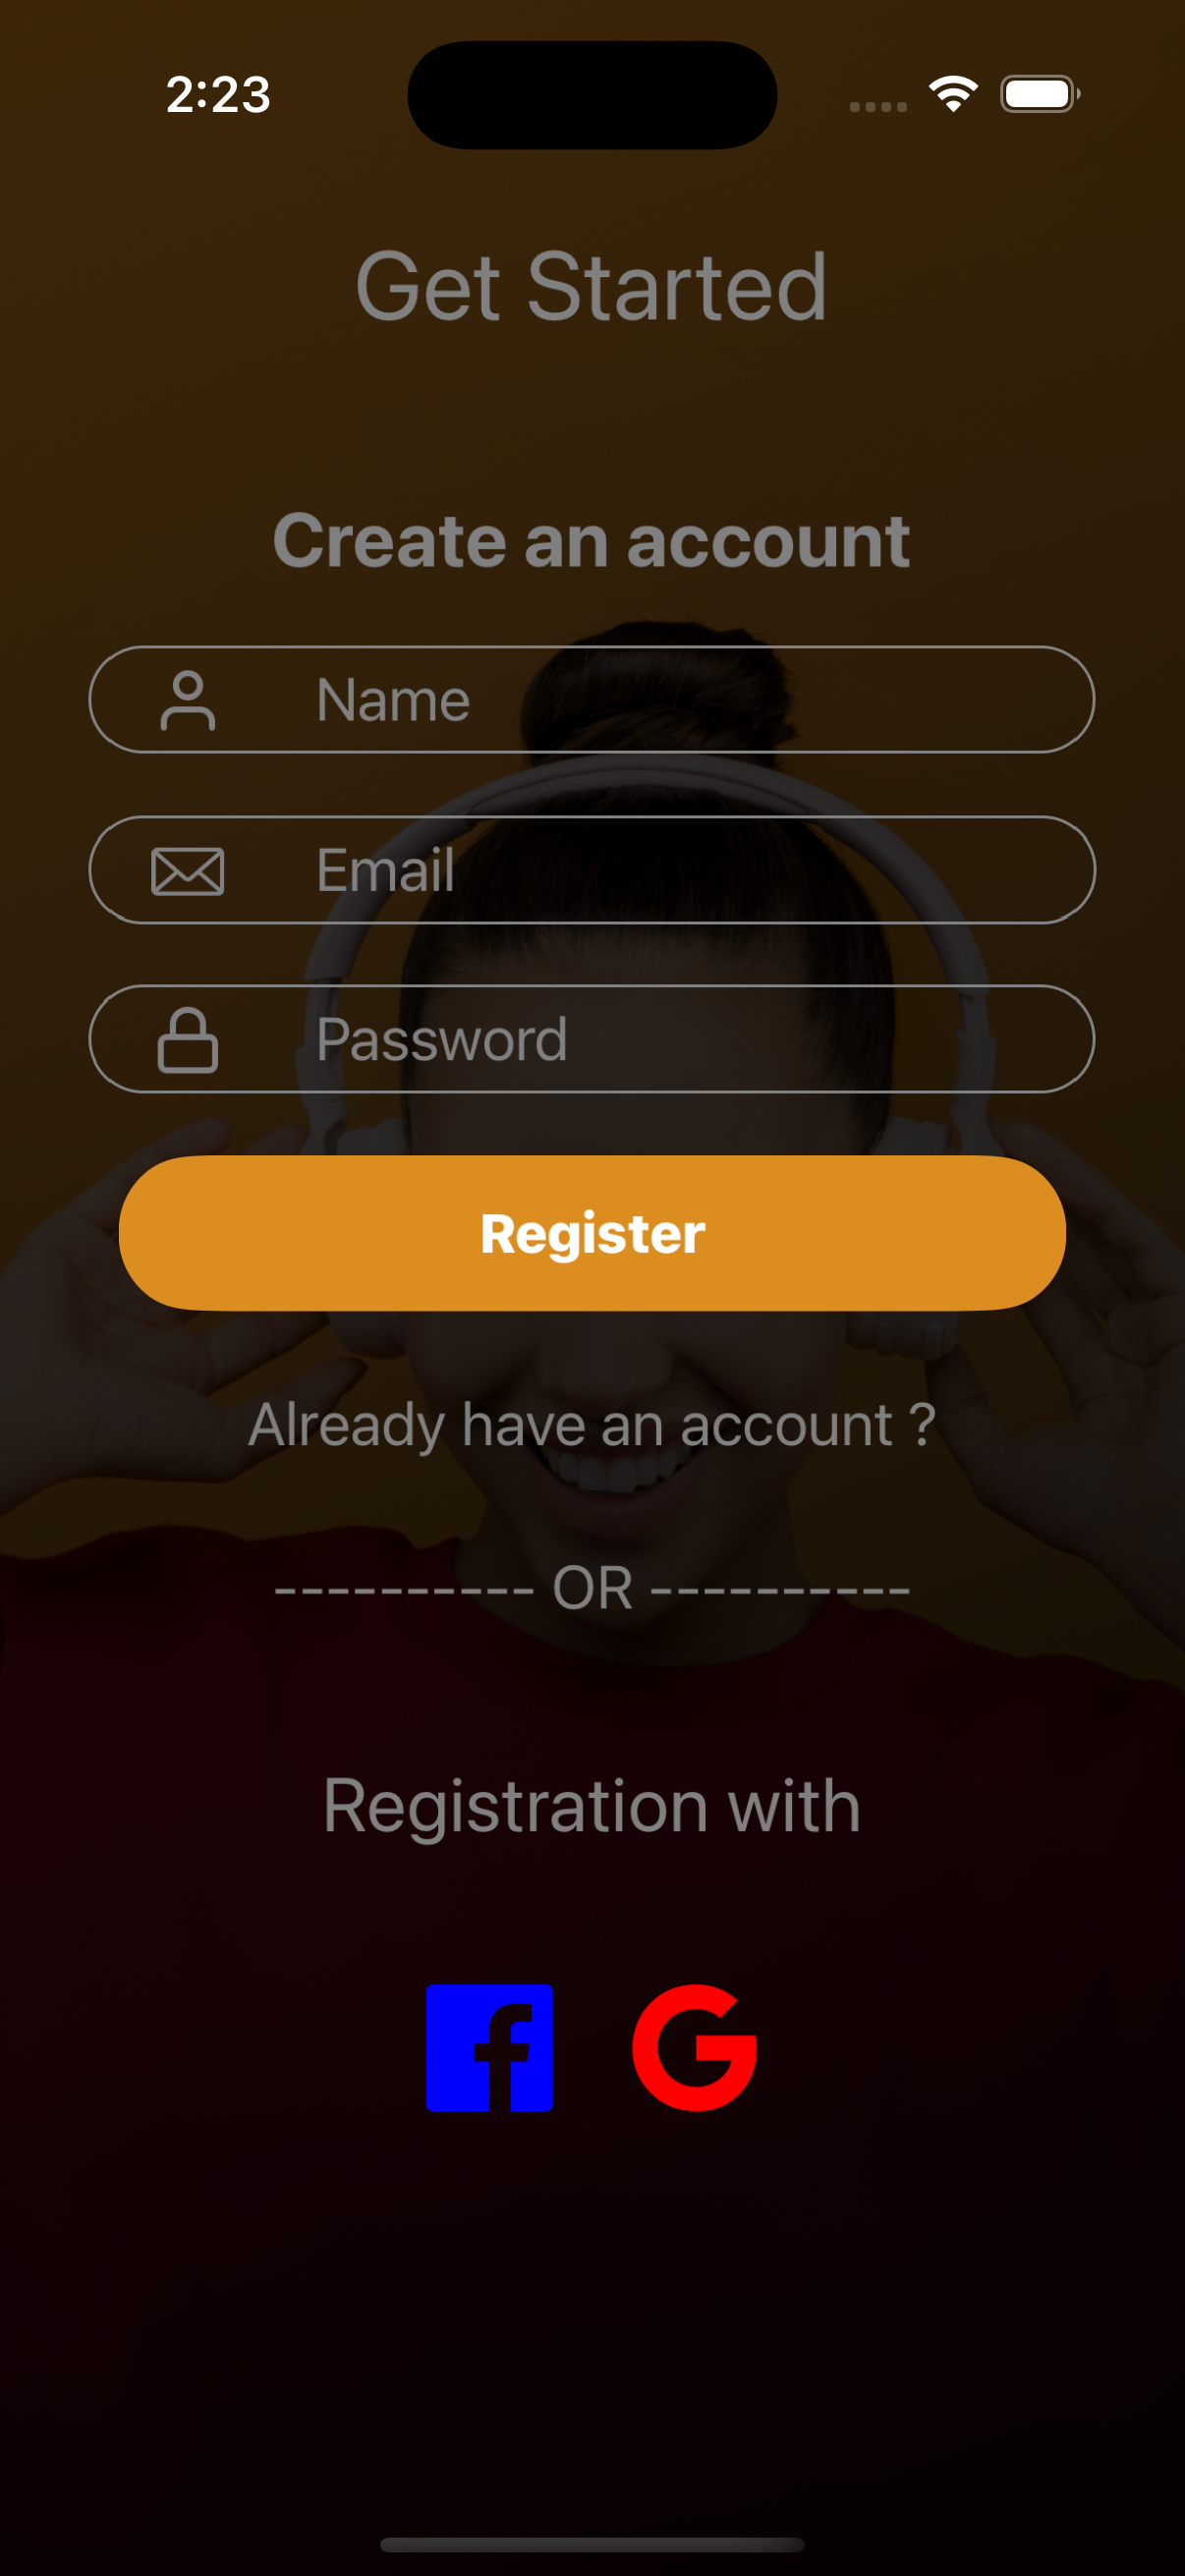 2:23
Get Started
Create an account
Name
Email
Password
Register
Already have an account ?
---------- OR ----------
Registration with